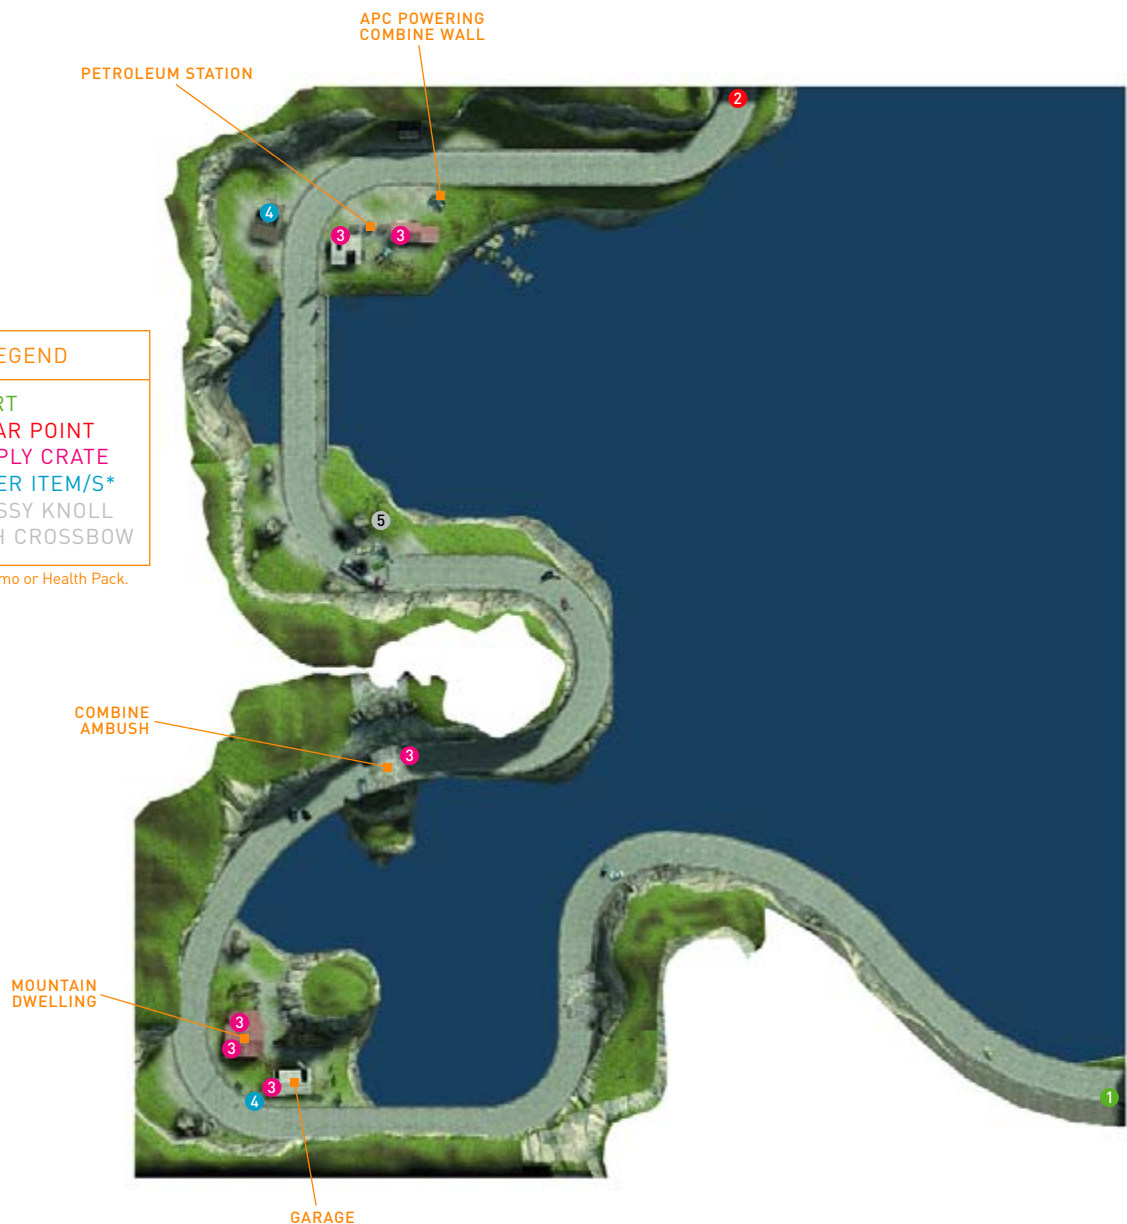 APC POWERING
COMBINE WALL
PETROLEUM STATION
2
4
3
3
EGEND
RT
AR POINT
PLY CRATE
ER ITEM/S*
SSY KNOLL
H CROSSBOW
mo or Health Pack.
5
COMBINE
AMBUSH
3
MOUNTAIN
DWELLING
3
3
3
4
1
GARAGE